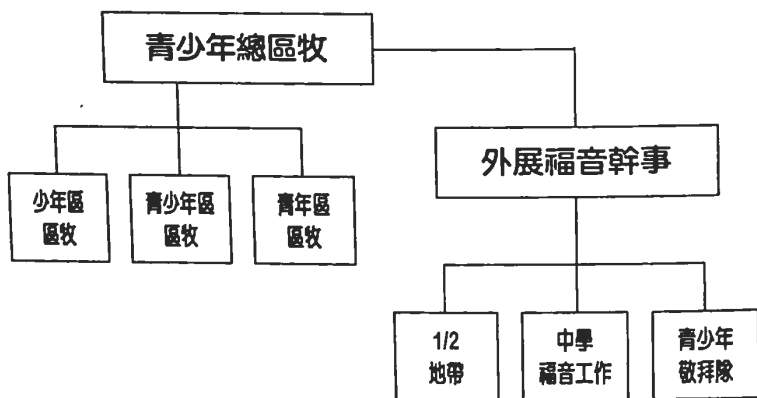 青少年總區牧
外展福音幹事
少年區
區牧
青少年區
區牧
青年區
區牧
1/2
地帶
中學
福音工作
青少年
敬拜隊